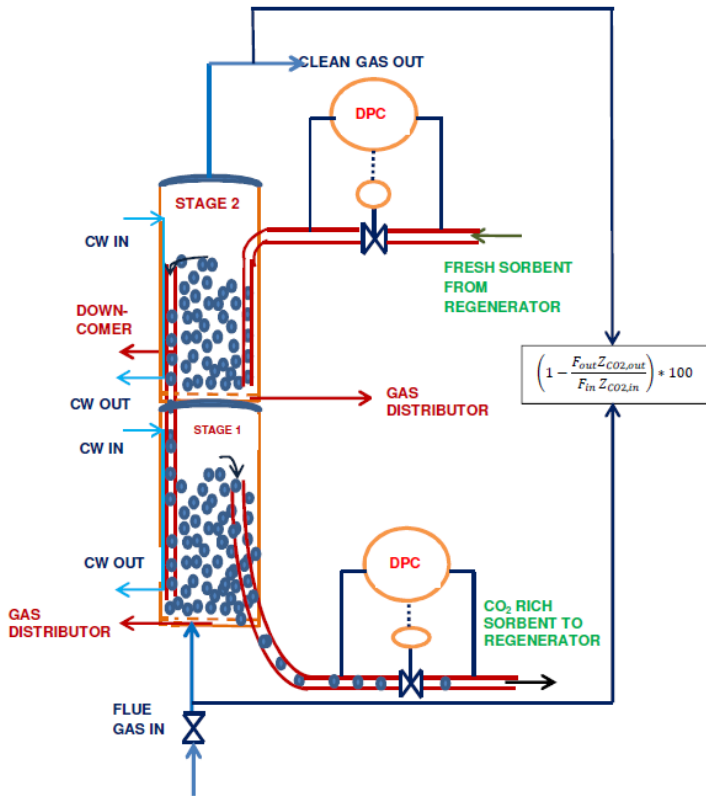 CLEAN GAS OUT
DPC
STAGE 2
CW IN
FRESH SORBENT
FROM
REGENERATOR
DOWN-
COMER
(1 - F_out Z_CO2,out / F_in Z_CO2,in) * 100
CW OUT
GAS
DISTRIBUTOR
STAGE 1
CW IN
CW OUT
DPC
CO₂ RICH
SORBENT TO
REGENERATOR
GAS
DISTRIBUTOR
FLUE
GAS IN